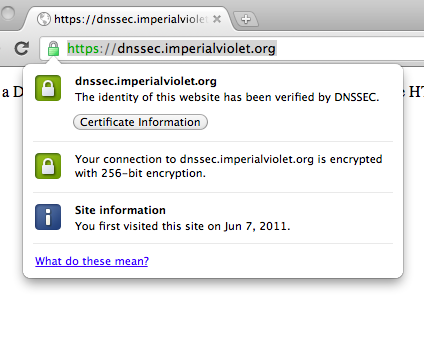 https://dnssec.imperialviolet
https://dnssec.imperialviolet.org
a D
HT
dnssec.imperialviolet.org
The identity of this website has been verified by DNSSEC.
Certificate Information
Your connection to dnssec.imperialviolet.org is encrypted
with 256-bit encryption.
Site information
You first visited this site on Jun 7, 2011.
What do these mean?